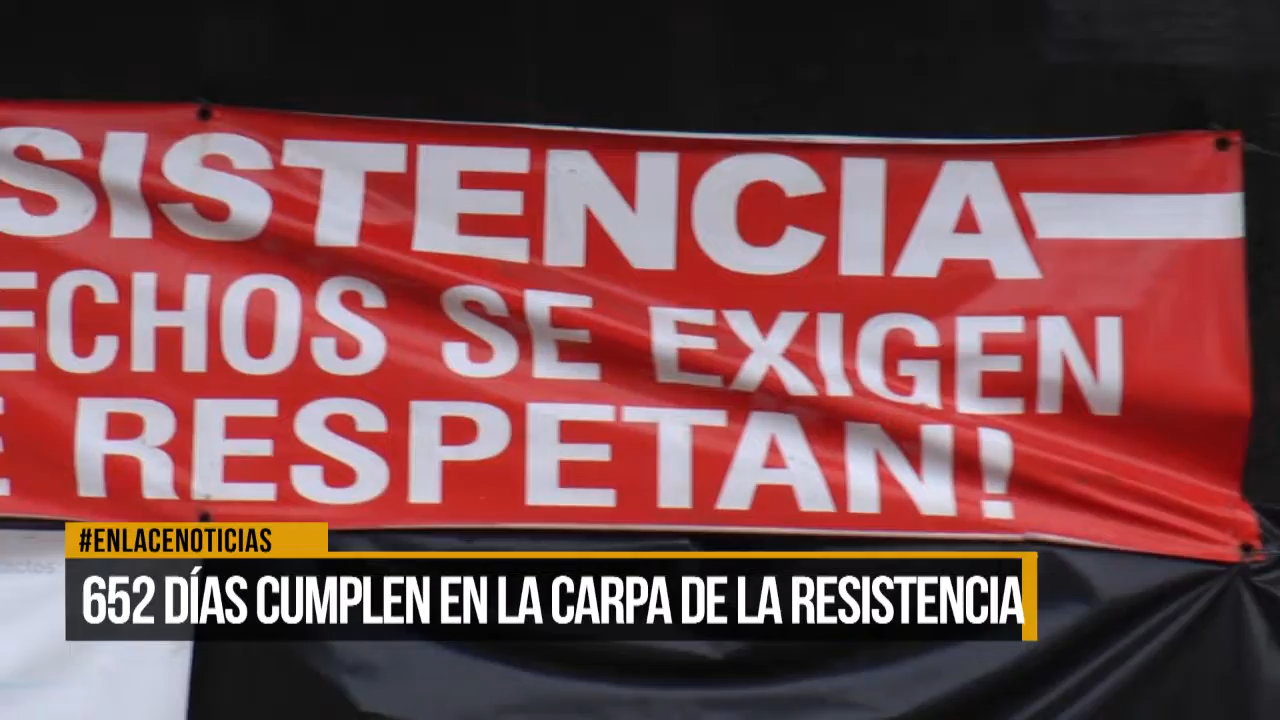 SISTENCIA
ECHOS SE EXIGEN
RESPETAN!
#ENLACENOTICIAS
652 DÍAS CUMPLEN EN LA CARPA DE LA RESISTENCIA